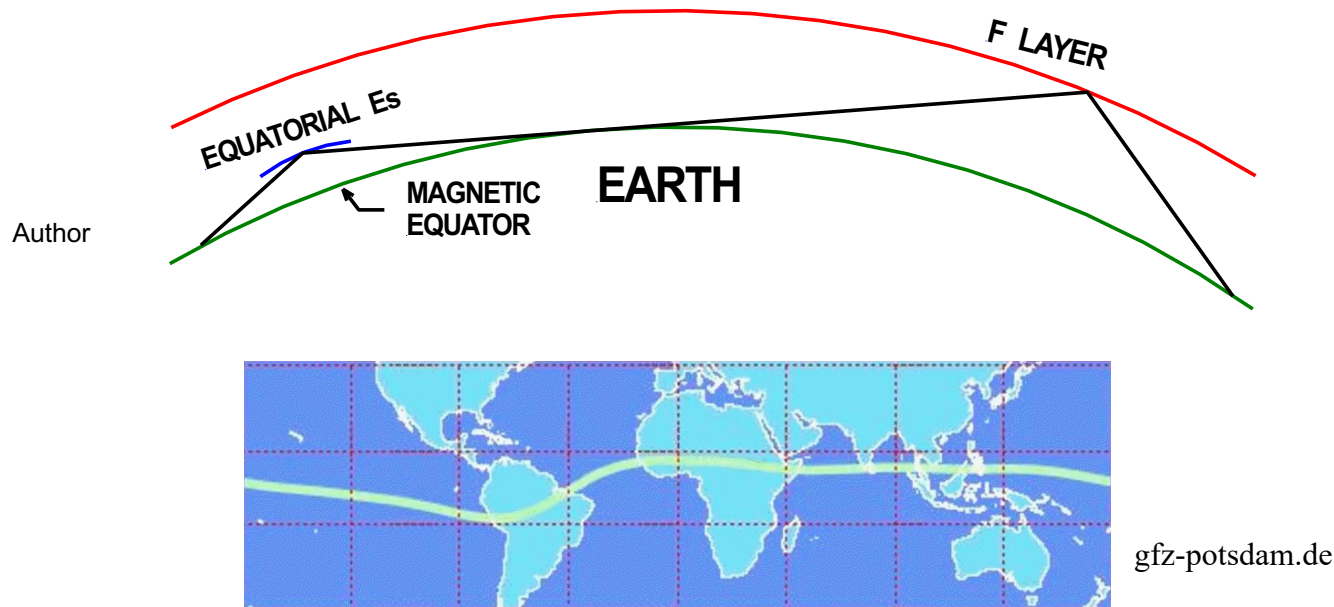 F LAYER
EQUATORIAL Es
EARTH
MAGNETIC
EQUATOR
Author
gfz-potsdam.de